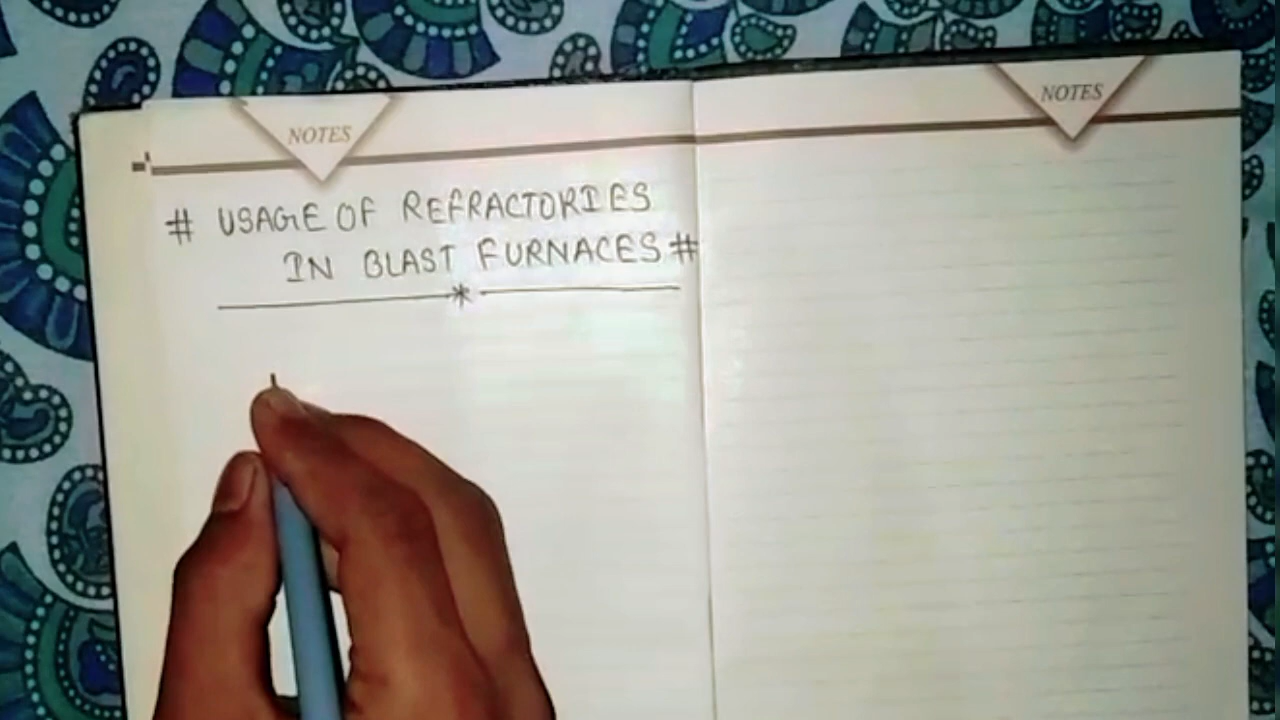 NOTES
NOTES
# USAGE OF REFRACTORIES
IN BLAST FURNACES #